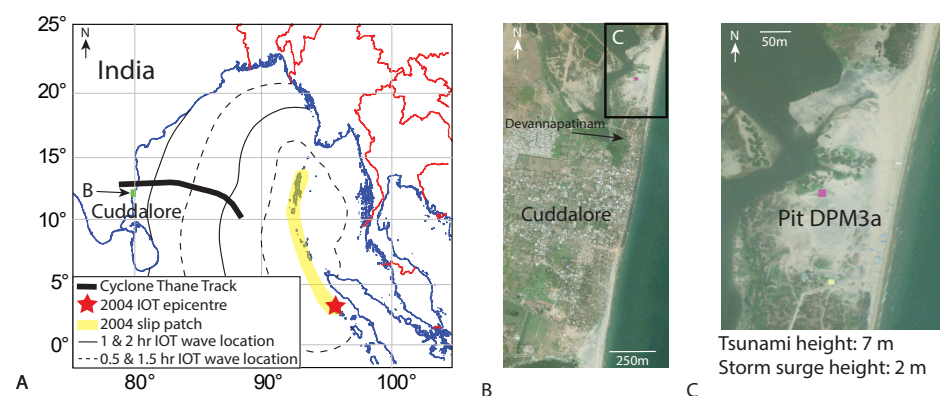 A
25°
20°
15°
10°
5°
0°
80°
90°
100°
N
India
B
Cuddalore
Cyclone Thane Track
2004 IOT epicentre
2004 slip patch
1 & 2 hr IOT wave location
0.5 & 1.5 hr IOT wave location
A
B
N
C
Devannapatinam
Cuddalore
250m
B
C
N
50m
Pit DPM3a
Tsunami height: 7 m
Storm surge height: 2 m
C